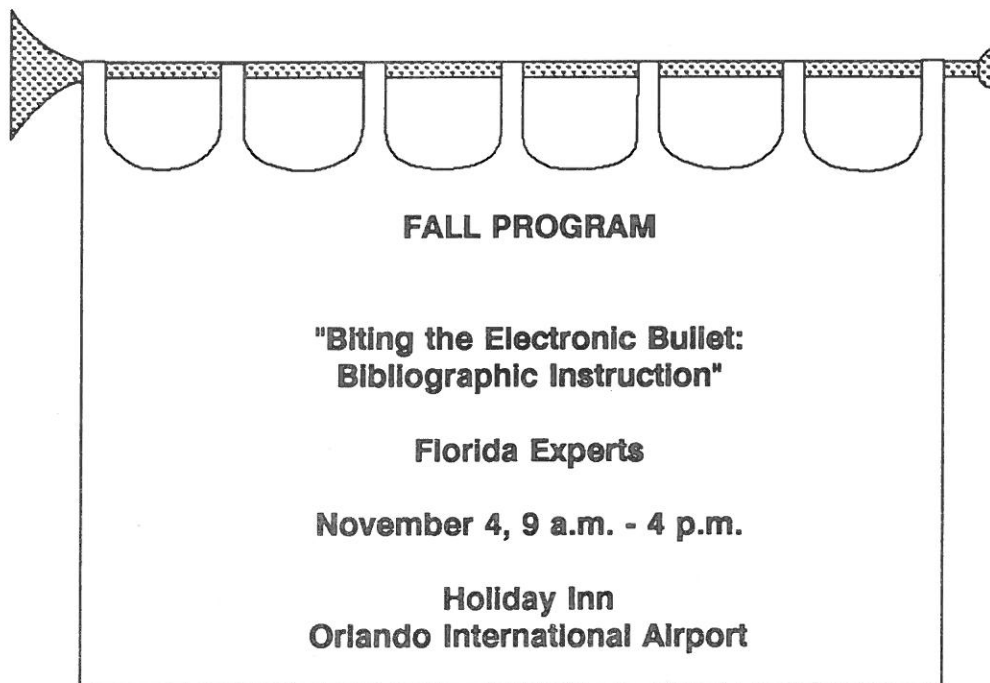 FALL PROGRAM
"Biting the Electronic Bullet:
Bibliographic Instruction"
Florida Experts
November 4, 9 a.m. - 4 p.m.
Holiday Inn
Orlando International Airport